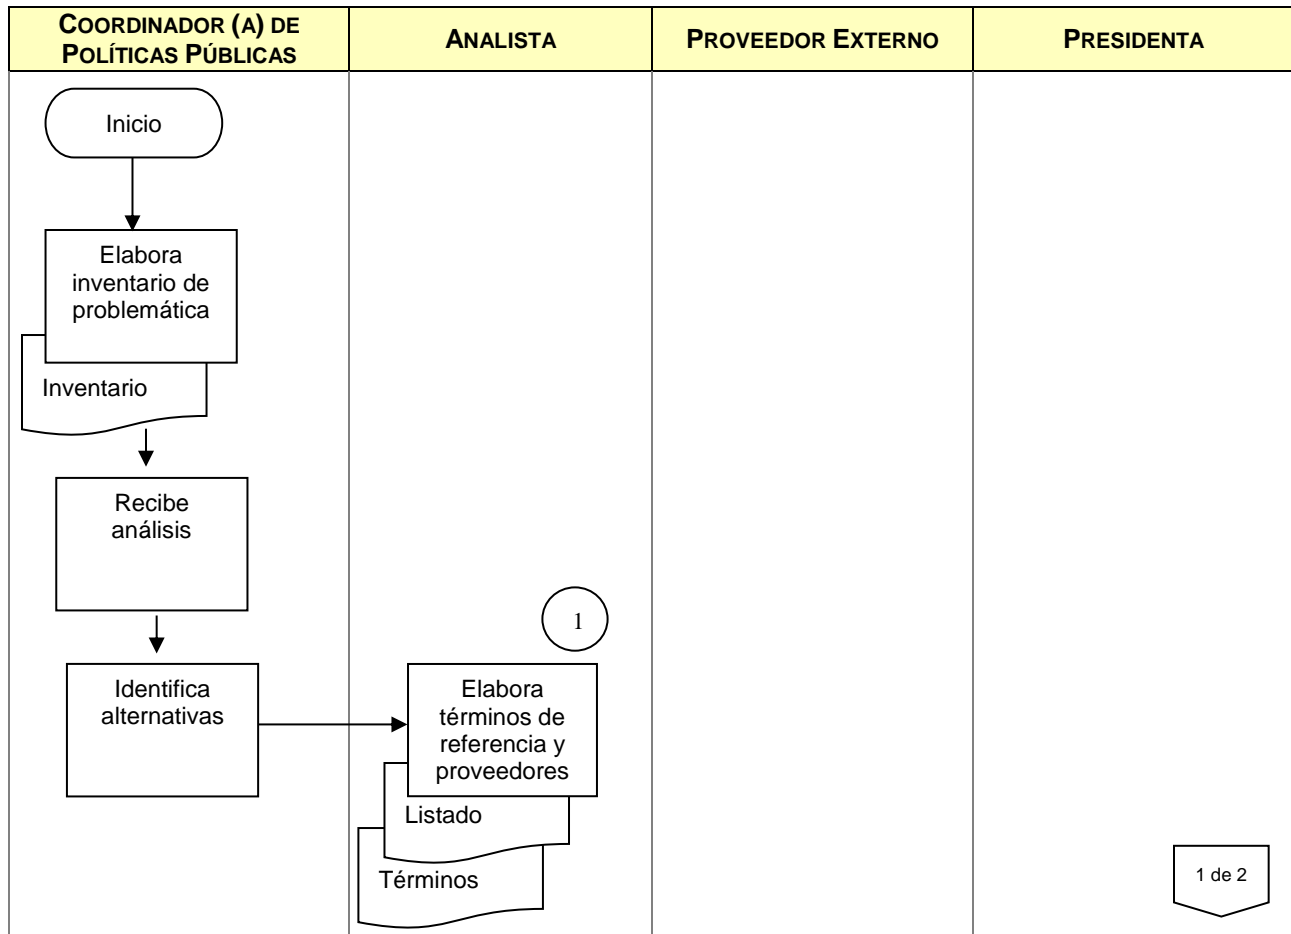 COORDINADOR (A) DE
POLÍTICAS PÚBLICAS
ANALISTA
PROVEEDOR EXTERNO
PRESIDENTA
Inicio
Elabora
inventario de
problemática
Inventario
Recibe
análisis
1
Identifica
alternativas
Elabora
términos de
referencia y
proveedores
Listado
Términos
1 de 2